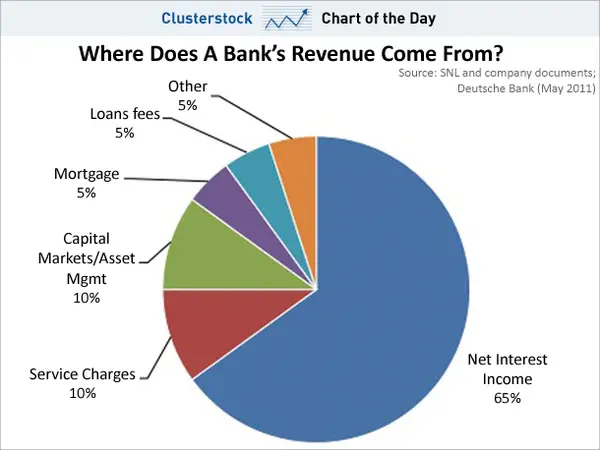 Clusterstock Chart of the Day
Where Does A Bank's Revenue Come From?
Source: SNL and company documents;
Deutsche Bank (May 2011)
Other
5%
Loans fees
5%
Mortgage
5%
Capital
Markets/Asset
Mgmt
10%
Service Charges
10%
Net Interest
Income
65%